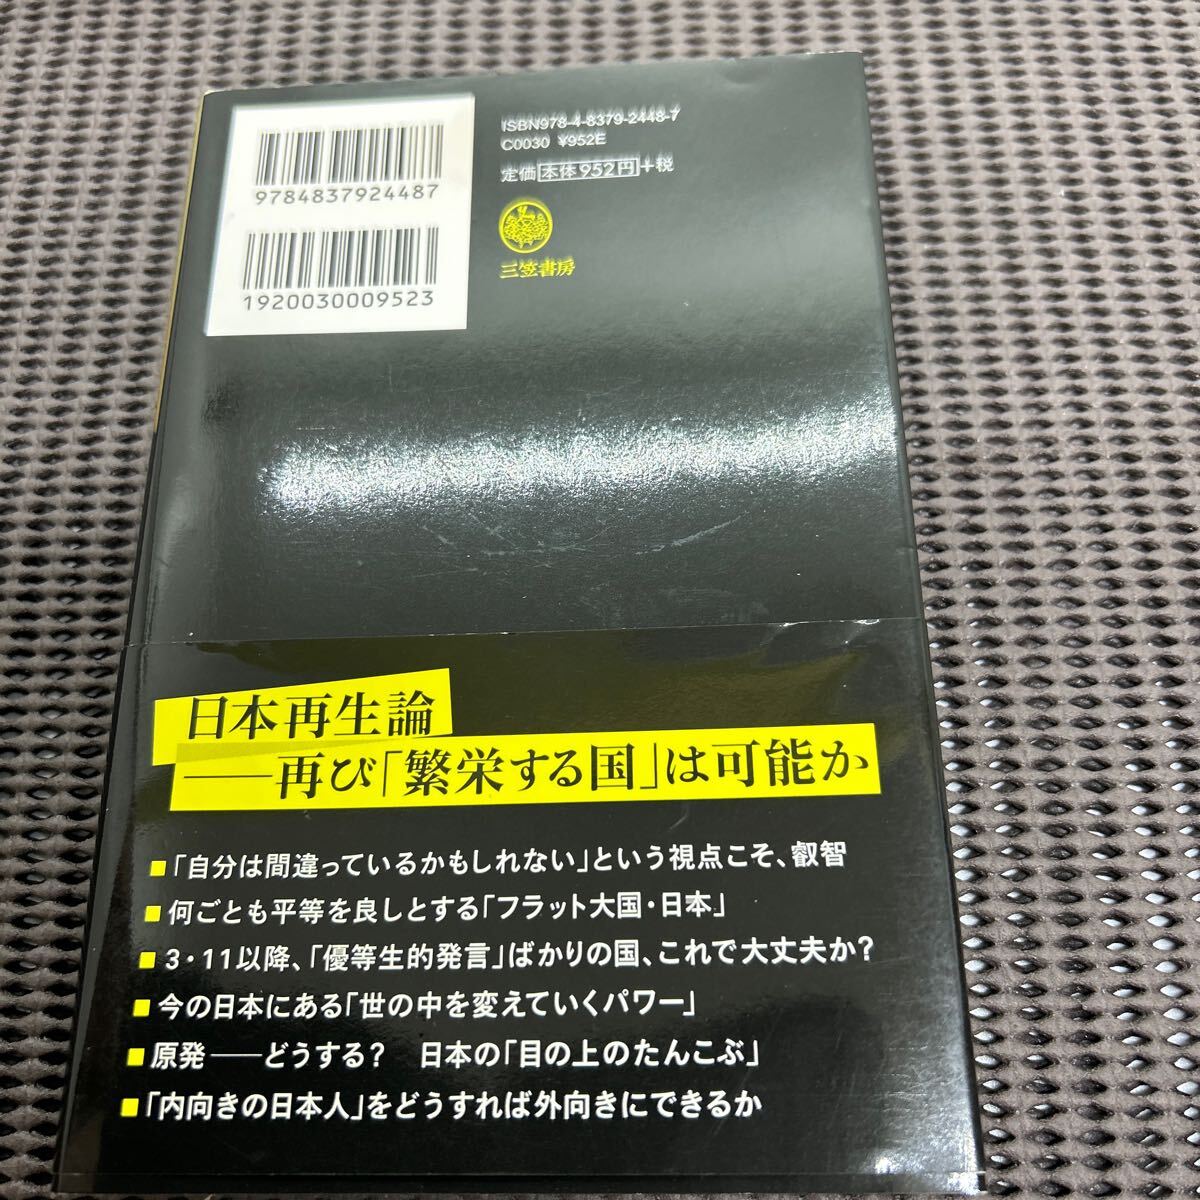 9784837924487
1920030009523
ISBN978-4-8379-2448-7
C0030 ¥952E
定価 本体952円 +税
三笠書房
日本再生論
――再び「繁栄する国」は可能か
■「自分は間違っているかもしれない」という視点こそ、叡智
■何ごとも平等を良しとする「フラット大国・日本」
■3・11以降、「優等生的発言」ばかりの国、これで大丈夫か?
■今の日本にある「世の中を変えていくパワー」
■原発――どうする? 日本の「目の上のたんこぶ」
■「内向きの日本人」をどうすれば外向きにできるか